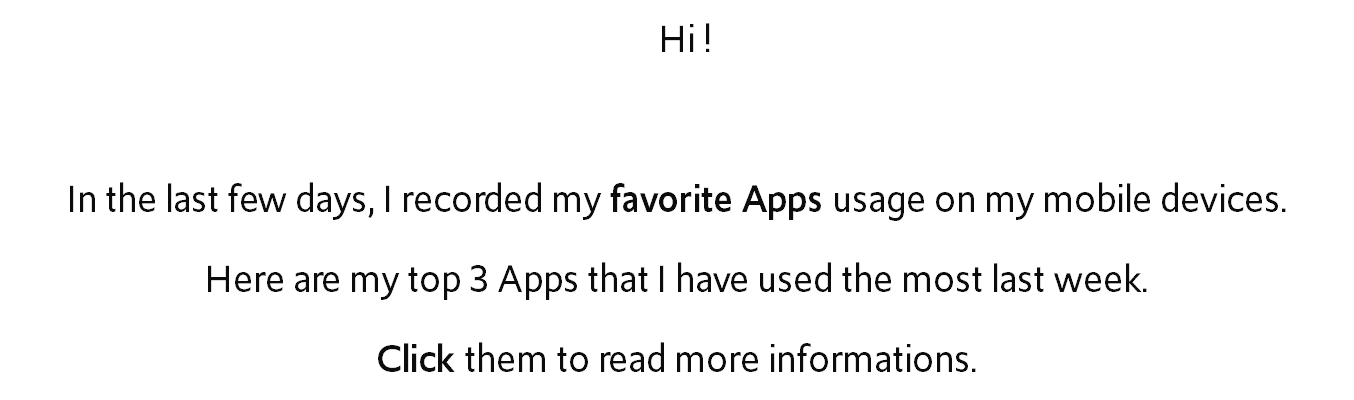 Hi !
In the last few days, I recorded my favorite Apps usage on my mobile devices.
Here are my top 3 Apps that I have used the most last week.
Click them to read more informations.